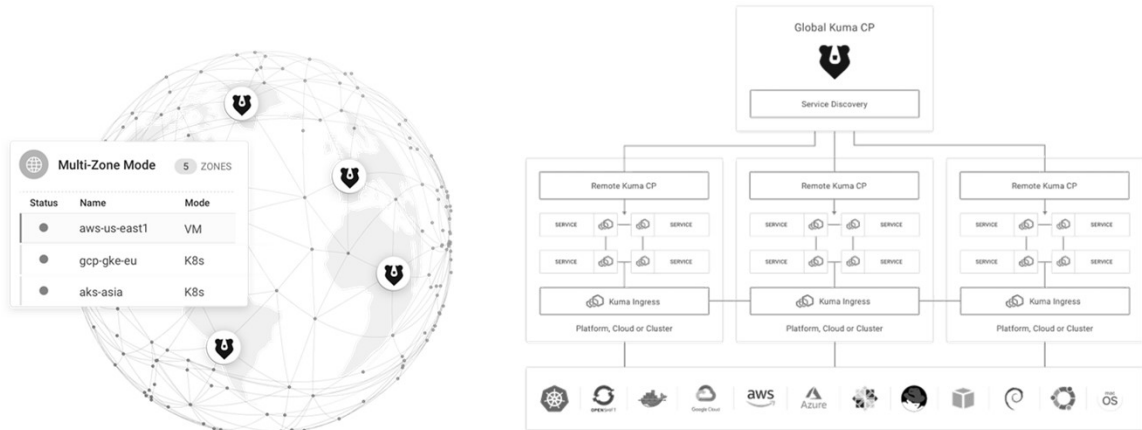 Multi-Zone Mode 5 ZONES
Status Name Mode
aws-us-east1 VM
gcp-gke-eu K8s
aks-asia K8s
Global Kuma CP
Service Discovery
Remote Kuma CP Remote Kuma CP Remote Kuma CP
SERVICE SERVICE SERVICE SERVICE SERVICE SERVICE
SERVICE SERVICE SERVICE SERVICE SERVICE SERVICE
Kuma Ingress Kuma Ingress Kuma Ingress
Platform, Cloud or Cluster Platform, Cloud or Cluster Platform, Cloud or Cluster
OPENSHIFT Google Cloud aws Azure mac OS